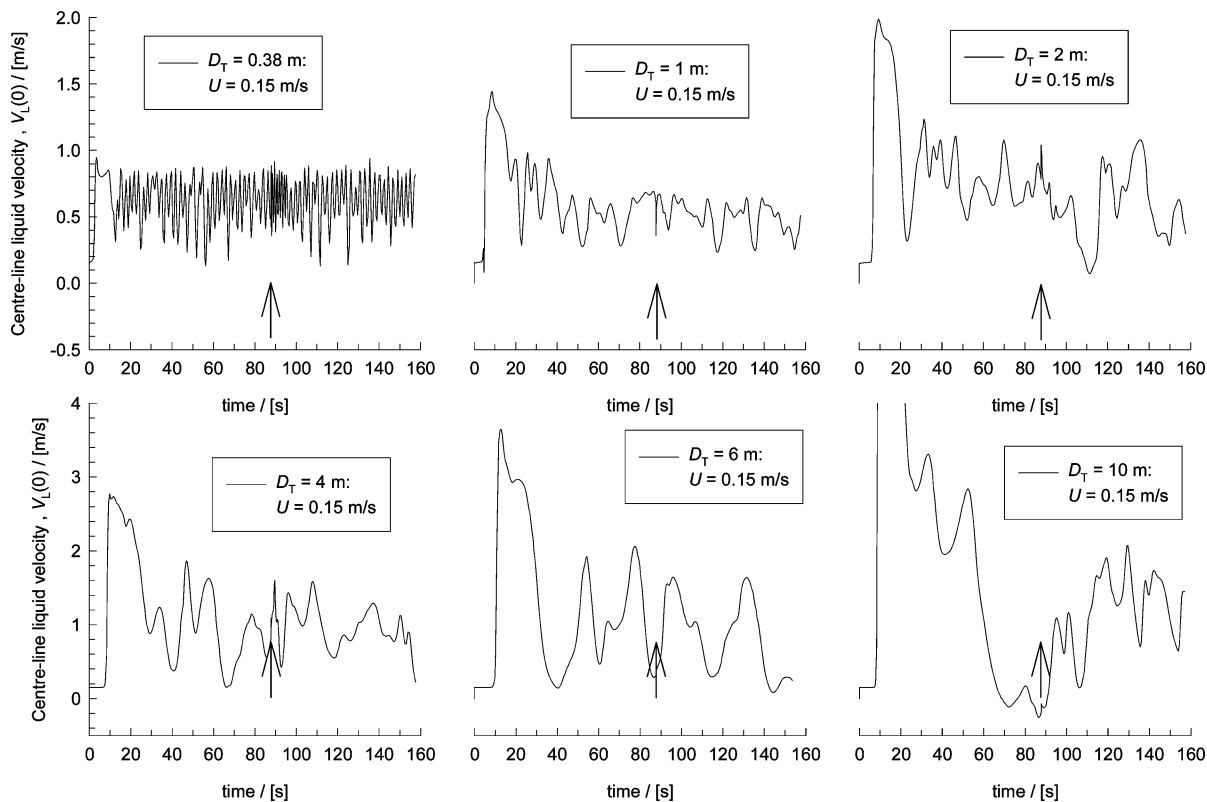 2.0
1.5
1.0
0.5
0.0
-0.5
Centre-line liquid velocity , V_L(0) / [m/s]
D_T = 0.38 m:
U = 0.15 m/s
0 20 40 60 80 100 120 140 160
time / [s]
D_T = 1 m:
U = 0.15 m/s
0 20 40 60 80 100 120 140 160
time / [s]
D_T = 2 m:
U = 0.15 m/s
0 20 40 60 80 100 120 140 160
time / [s]
4
3
2
1
0
Centre-line liquid velocity , V_L(0) / [m/s]
D_T = 4 m:
U = 0.15 m/s
0 20 40 60 80 100 120 140 160
time / [s]
D_T = 6 m:
U = 0.15 m/s
0 20 40 60 80 100 120 140 160
time / [s]
D_T = 10 m:
U = 0.15 m/s
0 20 40 60 80 100 120 140 160
time / [s]